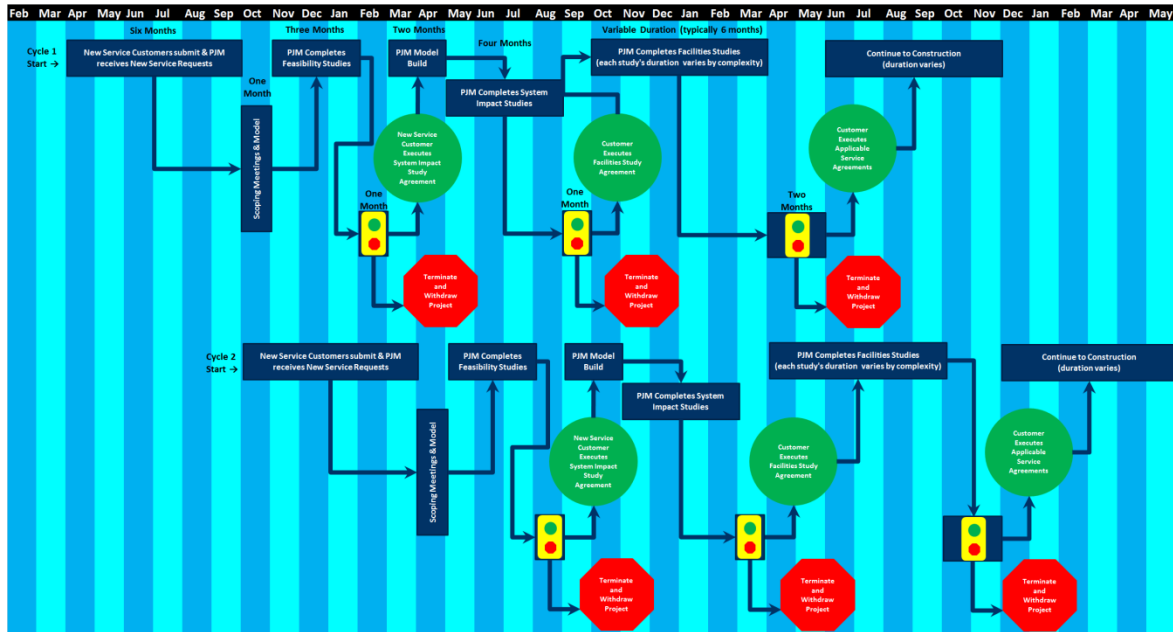 Feb Mar Apr May Jun Jul Aug Sep Oct Nov Dec Jan Feb Mar Apr May Jun Jul Aug Sep Oct Nov Dec Jan Feb Mar Apr May Jun Jul Aug Sep Oct Nov Dec Jan Feb Mar Apr May
Six Months
Three Months
Two Months
Four Months
Variable Duration (typically 6 months)
Cycle 1
Start →
New Service Customers submit & PJM
receives New Service Requests
One
Month
Scoping Meetings & Model
PJM Completes
Feasibility Studies
PJM Model
Build
PJM Completes System
Impact Studies
PJM Completes Facilities Studies
(each study's duration varies by complexity)
Continue to Construction
(duration varies)
New Service
Customer
Executes
System Impact
Study
Agreement
Customer
Executes
Facilities Study
Agreement
Customer
Executes
Applicable
Service
Agreements
One
Month
One
Month
Two
Months
Terminate
and
Withdraw
Project
Terminate
and
Withdraw
Project
Terminate
and
Withdraw
Project
Cycle 2
Start →
New Service Customers submit & PJM
receives New Service Requests
Scoping Meetings & Model
PJM Completes
Feasibility Studies
PJM Model
Build
PJM Completes System
Impact Studies
PJM Completes Facilities Studies
(each study's duration varies by complexity)
Continue to Construction
(duration varies)
New Service
Customer
Executes
System Impact
Study
Agreement
Customer
Executes
Facilities Study
Agreement
Customer
Executes
Applicable
Service
Agreements
Terminate
and
Withdraw
Project
Terminate
and
Withdraw
Project
Terminate
and
Withdraw
Project